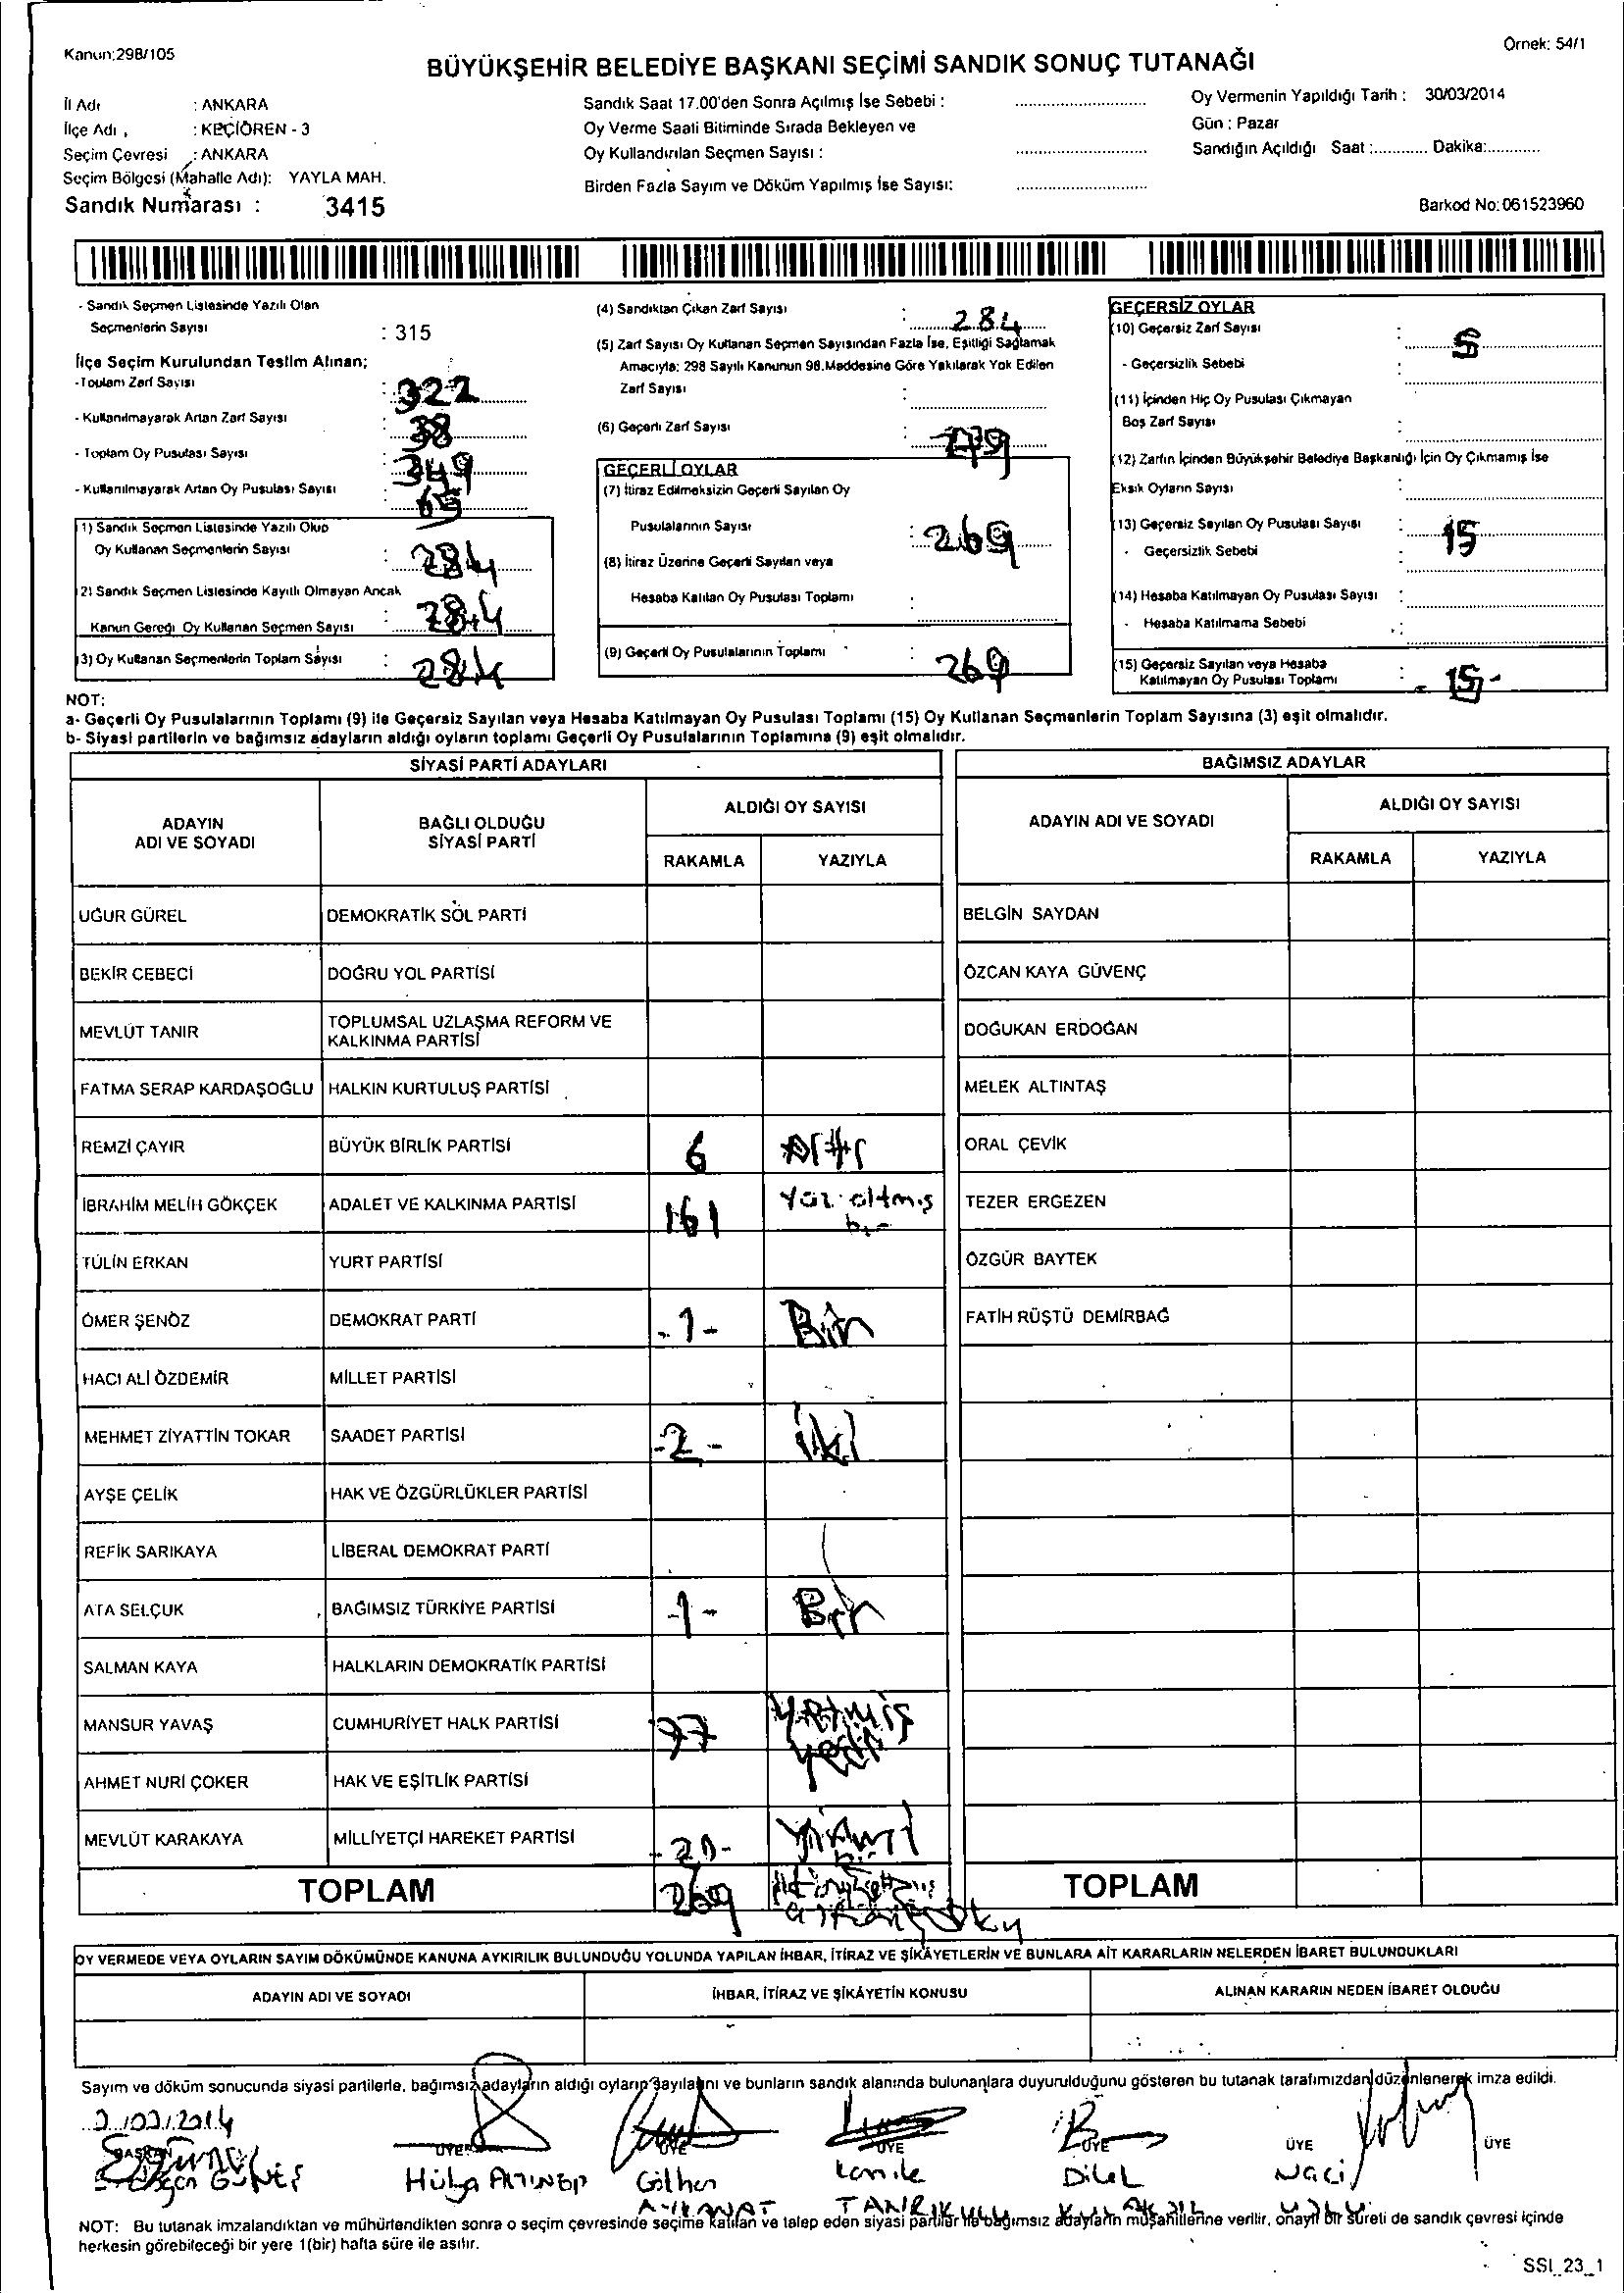 Kanun:298/105
Örnek: 54/1
BÜYÜKŞEHİR BELEDİYE BAŞKANI SEÇİMİ SANDIK SONUÇ TUTANAĞI
İl Adı : ANKARA
İlçe Adı : KEÇİÖREN - 3
Seçim Çevresi : ANKARA
Seçim Bölgesi (Mahalle Adı): YAYLA MAH.
Sandık Numarası : 3415
Sandık Saat 17.00'den Sonra Açılmış İse Sebebi :
Oy Verme Saati Bitiminde Sırada Bekleyen ve
Oy Kullandırılan Seçmen Sayısı :
Birden Fazla Sayım ve Döküm Yapılmış İse Sayısı:
Oy Vermenin Yapıldığı Tarih : 30/03/2014
Gün : Pazar
Sandığın Açıldığı Saat :............ Dakika:............
Barkod No: 061523960
- Sandık Seçmen Listesinde Yazılı Olan
Seçmenlerin Sayısı : 315
İlçe Seçim Kurulundan Teslim Alınan;
-Toplam Zarf Sayısı : 322
- Kullanılmayarak Artan Zarf Sayısı : 38
- Toplam Oy Pusulası Sayısı : 349
- Kullanılmayarak Artan Oy Pusulası Sayısı : 65
1) Sandık Seçmen Listesinde Yazılı Olup
Oy Kullanan Seçmenlerin Sayısı : 284
2) Sandık Seçmen Listesinde Kayıtlı Olmayan Ancak
Kanun Gereği Oy Kullanan Seçmen Sayısı : 284
(3) Oy Kullanan Seçmenlerin Toplam Sayısı : 284
(4) Sandıktan Çıkan Zarf Sayısı : 284
(5) Zarf Sayısı Oy Kullanan Seçmen Sayısından Fazla İse, Eşitliği Sağlamak
Amacıyla: 298 Sayılı Kanunun 98.Maddesine Göre Yakılarak Yok Edilen
Zarf Sayısı :
(6) Geçerli Zarf Sayısı : 279
GEÇERLİ OYLAR
(7) İtiraz Edilmeksizin Geçerli Sayılan Oy
Pusulalarının Sayısı : 269
(8) İtiraz Üzerine Geçerli Sayılan veya
Hesaba Katılan Oy Pusulası Toplamı :
(9) Geçerli Oy Pusulalarının Toplamı : 269
GEÇERSİZ OYLAR
(10) Geçersiz Zarf Sayısı : 5
- Geçersizlik Sebebi
(11) İçinden Hiç Oy Pusulası Çıkmayan
Boş Zarf Sayısı :
(12) Zarfın İçinden Büyükşehir Belediye Başkanlığı İçin Oy Çıkmamış İse
Eksik Oyların Sayısı :
(13) Geçersiz Sayılan Oy Pusulası Sayısı : 15
- Geçersizlik Sebebi :
(14) Hesaba Katılmayan Oy Pusulası Sayısı :
- Hesaba Katılmama Sebebi :
(15) Geçersiz Sayılan veya Hesaba
Katılmayan Oy Pusulası Toplamı : - 15 -
NOT:
a- Geçerli Oy Pusulalarının Toplamı (9) ile Geçersiz Sayılan veya Hesaba Katılmayan Oy Pusulası Toplamı (15) Oy Kullanan Seçmenlerin Toplam Sayısına (3) eşit olmalıdır.
b- Siyasi partilerin ve bağımsız adayların aldığı oyların toplamı Geçerli Oy Pusulalarının Toplamına (9) eşit olmalıdır.
SİYASİ PARTİ ADAYLARI
ADAYIN ADI VE SOYADI
BAĞLI OLDUĞU SİYASİ PARTİ
ALDIĞI OY SAYISI
RAKAMLA YAZIYLA
UĞUR GÜREL DEMOKRATİK SOL PARTİ
BEKİR CEBECİ DOĞRU YOL PARTİSİ
MEVLÜT TANIR TOPLUMSAL UZLAŞMA REFORM VE
KALKINMA PARTİSİ
FATMA SERAP KARDAŞOĞLU HALKIN KURTULUŞ PARTİSİ
REMZİ ÇAYIR BÜYÜK BİRLİK PARTİSİ 6 Altı
İBRAHİM MELİH GÖKÇEK ADALET VE KALKINMA PARTİSİ 161 Yüz altmış
bir
TÜLİN ERKAN YURT PARTİSİ
ÖMER ŞENÖZ DEMOKRAT PARTİ - 1 - Bir
HACI ALİ ÖZDEMİR MİLLET PARTİSİ
MEHMET ZİYATTİN TOKAR SAADET PARTİSİ - 2 - iki
AYŞE ÇELİK HAK VE ÖZGÜRLÜKLER PARTİSİ
REFİK SARIKAYA LİBERAL DEMOKRAT PARTİ
ATA SELÇUK BAĞIMSIZ TÜRKİYE PARTİSİ - 1 - Bir
SALMAN KAYA HALKLARIN DEMOKRATİK PARTİSİ
MANSUR YAVAŞ CUMHURİYET HALK PARTİSİ 77 yetmiş
yedi
AHMET NURİ ÇOKER HAK VE EŞİTLİK PARTİSİ
MEVLÜT KARAKAYA MİLLİYETÇİ HAREKET PARTİSİ - 21 - Yirmi
bir
TOPLAM 269
BAĞIMSIZ ADAYLAR
ADAYIN ADI VE SOYADI
ALDIĞI OY SAYISI
RAKAMLA YAZIYLA
BELGİN SAYDAN
ÖZCAN KAYA GÜVENÇ
DOĞUKAN ERDOĞAN
MELEK ALTINTAŞ
ORAL ÇEVİK
TEZER ERGEZEN
ÖZGÜR BAYTEK
FATİH RÜŞTÜ DEMİRBAĞ
TOPLAM
OY VERMEDE VEYA OYLARIN SAYIM DÖKÜMÜNDE KANUNA AYKIRILIK BULUNDUĞU YOLUNDA YAPILAN İHBAR, İTİRAZ VE ŞİKÂYETLERİN VE BUNLARA AİT KARARLARIN NELERDEN İBARET BULUNDUKLARI
ADAYIN ADI VE SOYADI İHBAR, İTİRAZ VE ŞİKÂYETİN KONUSU ALINAN KARARIN NEDEN İBARET OLDUĞU
Sayım ve döküm sonucunda siyasi partilerle, bağımsız adayların aldığı oyların sayılarını ve bunların sandık alanında bulunanlara duyurulduğunu gösteren bu tutanak tarafımızdan düzenlenerek imza edildi.
BAŞKAN ÜYE ÜYE ÜYE ÜYE ÜYE ÜYE
Hülya Gökhan Kamile Dilek Naci
TANRIKULU
NOT: Bu tutanak imzalandıktan ve mühürlendikten sonra o seçim çevresinde seçime katılan ve talep eden siyasi partiler ile bağımsız adayların müşahitlerine verilir, onaylı bir sureti de sandık çevresi içinde
herkesin görebileceği bir yere 1(bir) hafta süre ile asılır.
SSI_23_1